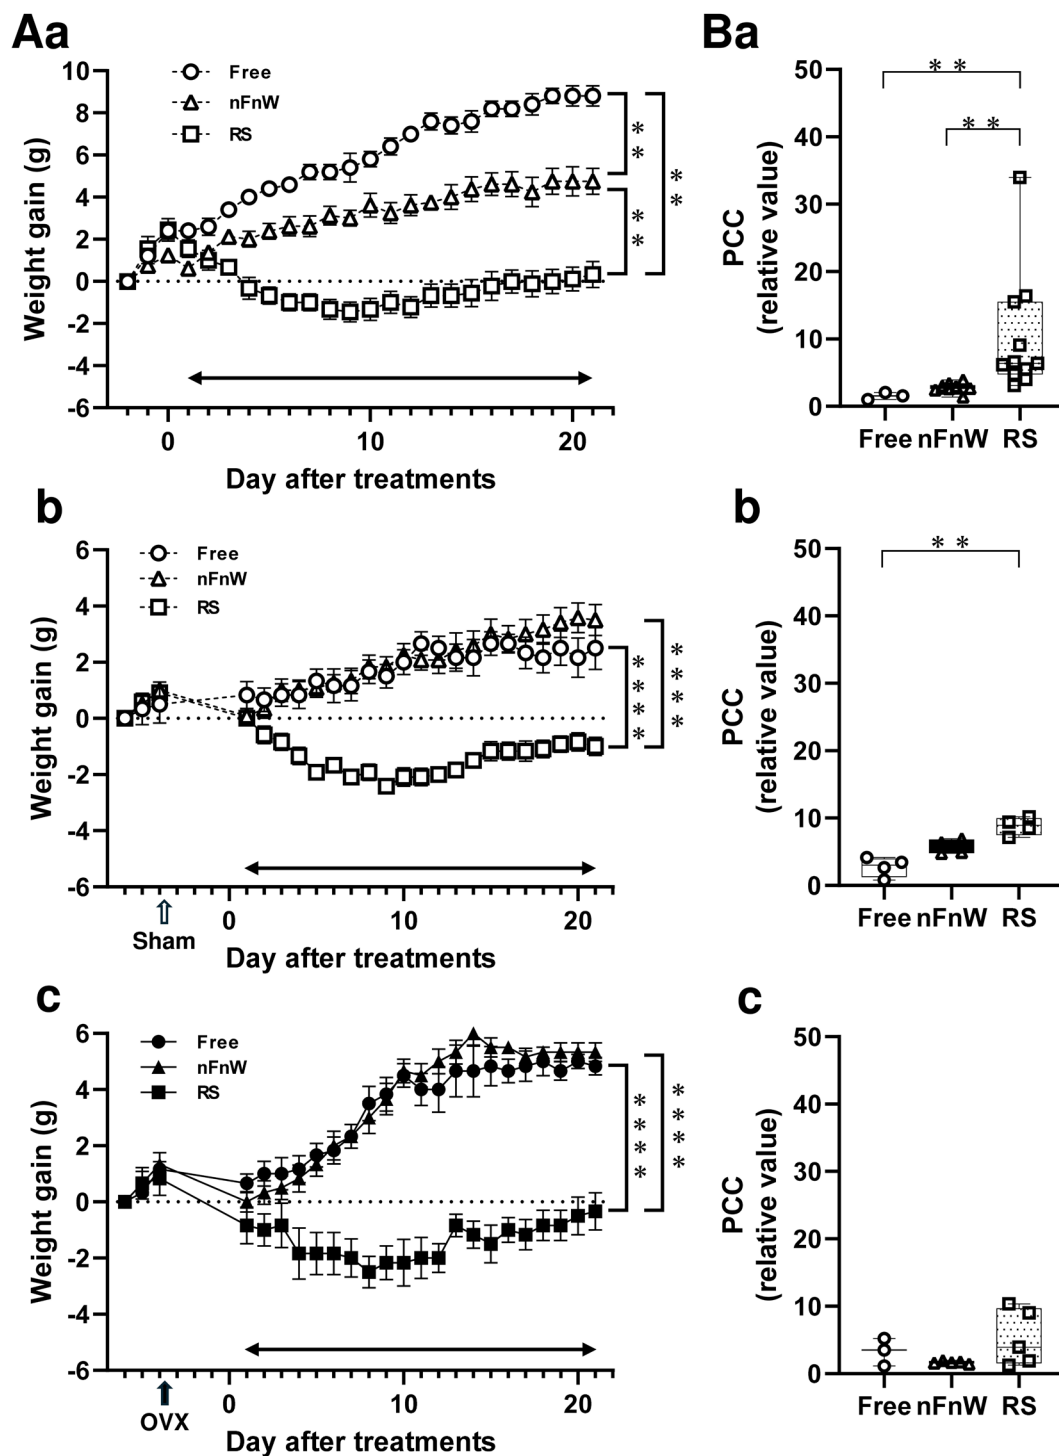 Aa
Free
nFnW
RS
10
8
6
4
2
0
-2
-4
-6
Weight gain (g)
0
10
20
Day after treatments
* *
* *
* *
Ba
50
40
30
20
10
0
PCC
(relative value)
* *
* *
Free nFnW RS
b
Free
nFnW
RS
6
4
2
0
-2
-4
-6
Weight gain (g)
0
10
20
Sham
Day after treatments
* * * *
* * * *
b
50
40
30
20
10
0
PCC
(relative value)
* *
Free nFnW RS
c
Free
nFnW
RS
6
4
2
0
-2
-4
-6
Weight gain (g)
0
10
20
OVX
Day after treatments
* * * *
* * * *
c
50
40
30
20
10
0
PCC
(relative value)
Free nFnW RS